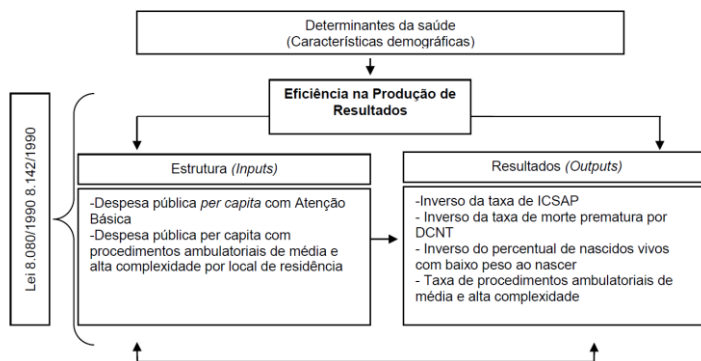 Determinantes da saúde
(Características demográficas)
Eficiência na Produção de
Resultados
Lei 8.080/1990 8.142/1990
Estrutura (Inputs)
-Despesa pública per capita com Atenção
Básica
-Despesa pública per capita com
procedimentos ambulatoriais de média e
alta complexidade por local de residência
Resultados (Outputs)
-Inverso da taxa de ICSAP
- Inverso da taxa de morte prematura por
DCNT
- Inverso do percentual de nascidos vivos
com baixo peso ao nascer
- Taxa de procedimentos ambulatoriais de
média e alta complexidade